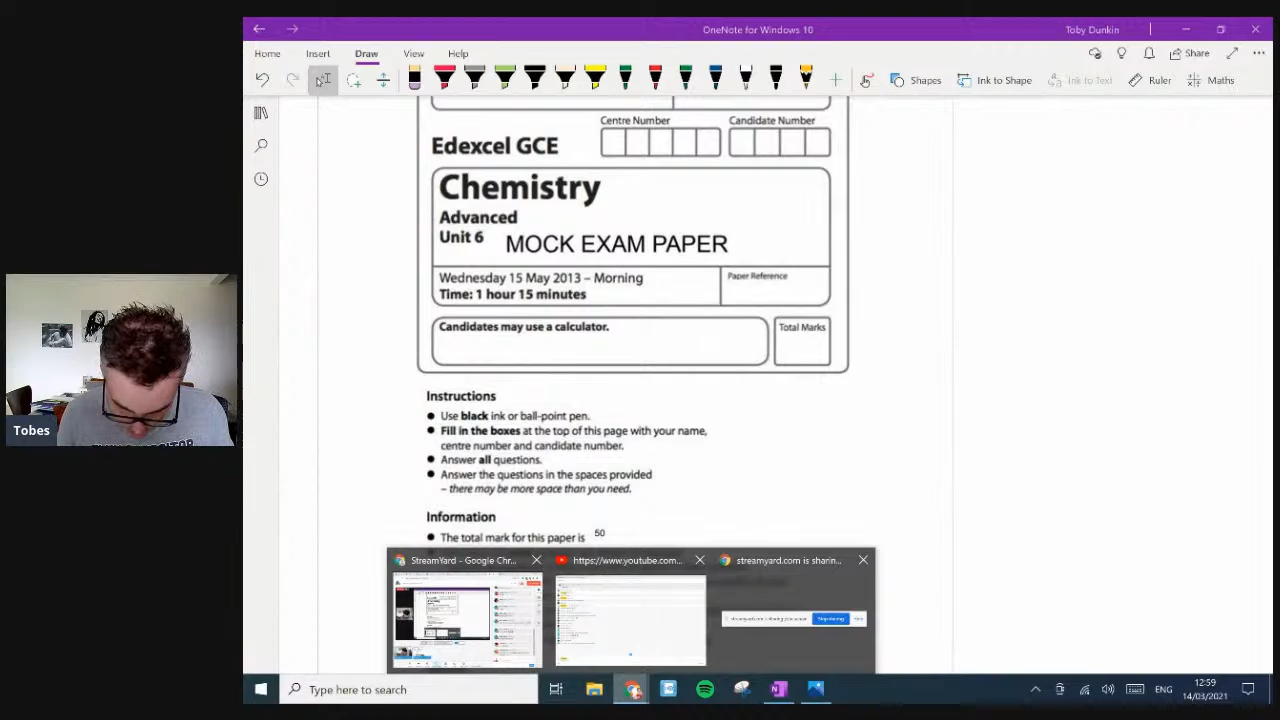 OneNote for Windows 10
Toby Dunkin
Home Insert Draw View Help
Share
Shapes
Ink to Shape
Ink to Text
Ruler
Maths
Centre Number
Candidate Number
Edexcel GCE
Chemistry
Advanced
Unit 6 MOCK EXAM PAPER
Wednesday 15 May 2013 – Morning
Time: 1 hour 15 minutes
Paper Reference
Candidates may use a calculator.
Total Marks
Instructions
● Use black ink or ball-point pen.
● Fill in the boxes at the top of this page with your name,
centre number and candidate number.
● Answer all questions.
● Answer the questions in the spaces provided
– there may be more space than you need.
Information
● The total mark for this paper is 50
StreamYard - Google Chr...
https://www.youtube.com...
streamyard.com is sharin...
Tobes
Type here to search
ENG
12:59
14/03/2021